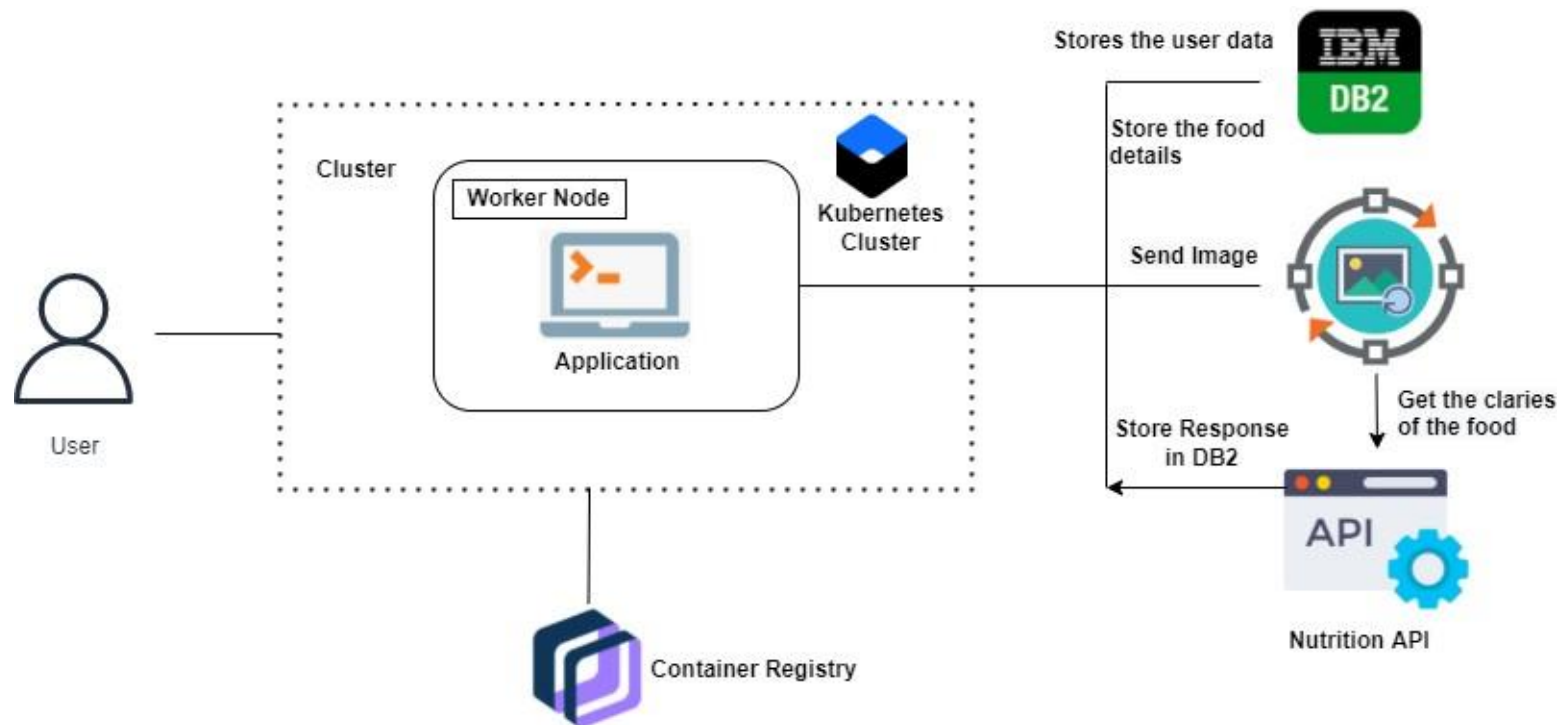 Stores the user data
IBM
DB2
Store the food
details
Cluster
Worker Node
Kubernetes
Cluster
Send Image
Application
User
Get the claries
of the food
Store Response
in DB2
API
Nutrition API
Container Registry